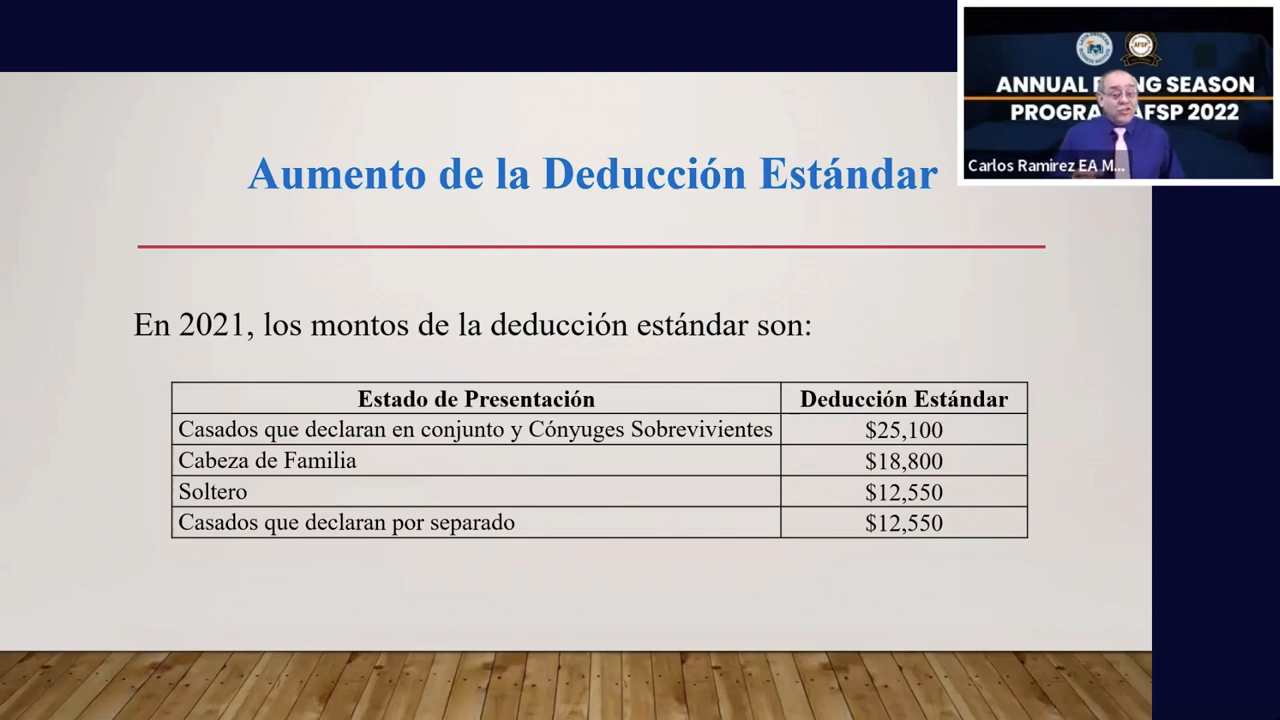 ANNUAL F NG SEASON
PROGRA AFSP 2022
Carlos Ramirez EA M...
AFSP
Aumento de la Deducción Estándar
En 2021, los montos de la deducción estándar son:
Estado de Presentación Deducción Estándar
Casados que declaran en conjunto y Cónyuges Sobrevivientes $25,100
Cabeza de Familia $18,800
Soltero $12,550
Casados que declaran por separado $12,550